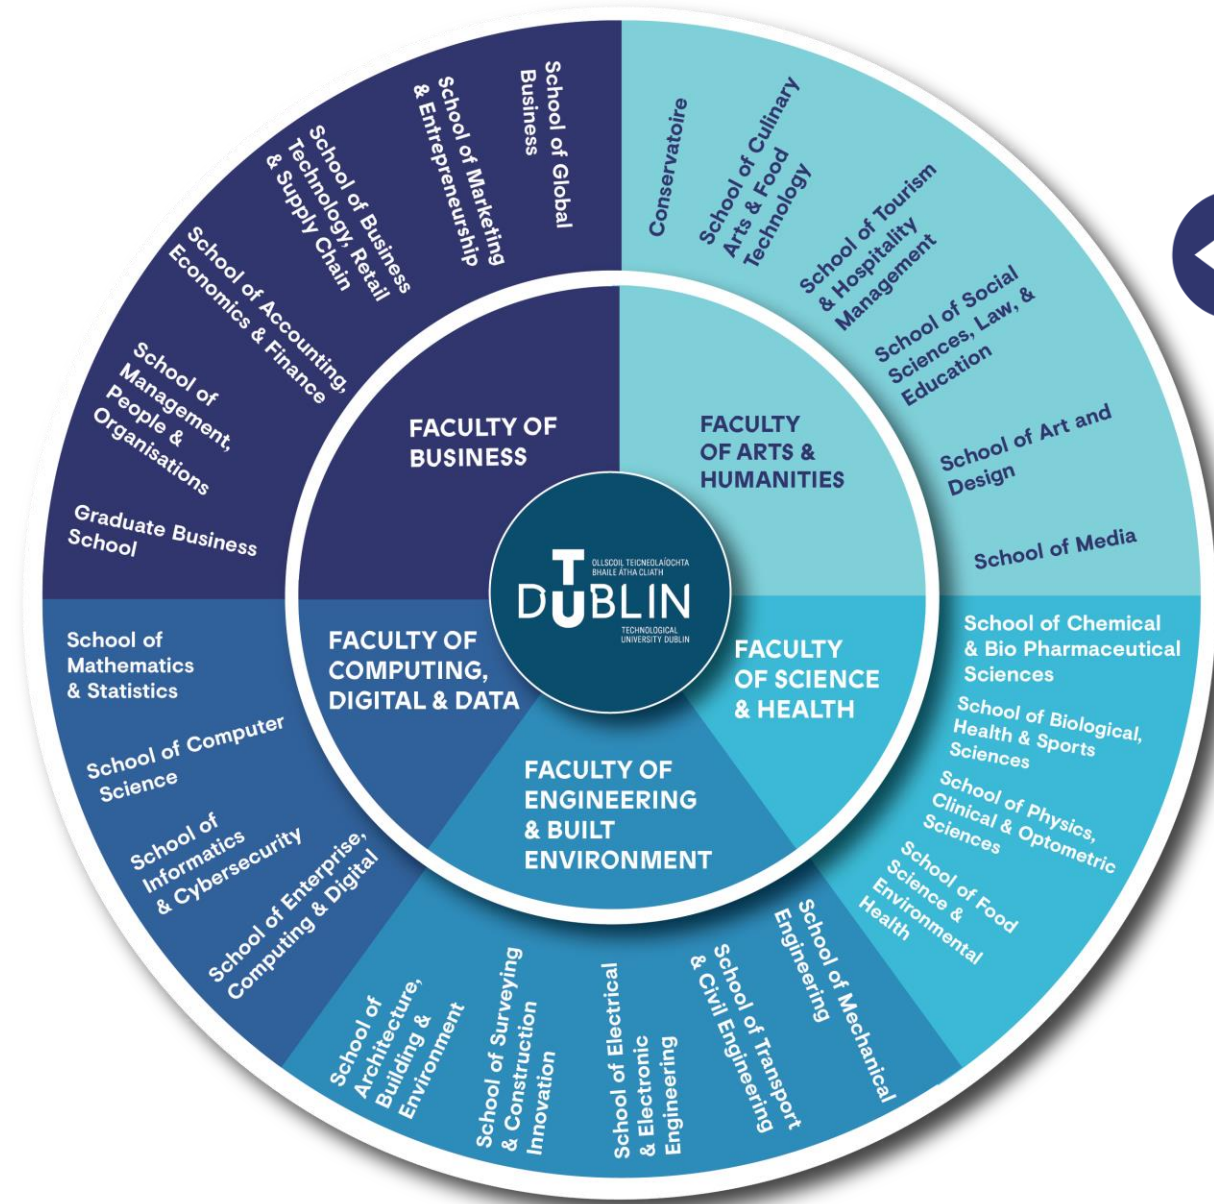 FACULTY OF
BUSINESS
School of Global
Business
School of Marketing
& Entrepreneurship
School of Business
Technology, Retail
& Supply Chain
School of Accounting,
Economics & Finance
School of
Management,
People &
Organisations
Graduate Business
School
FACULTY
OF ARTS &
HUMANITIES
Conservatoire
School of Culinary
Arts & Food
Technology
School of Tourism
& Hospitality
Management
School of Social
Sciences, Law, &
Education
School of Art and
Design
School of Media
FACULTY
OF SCIENCE
& HEALTH
School of Chemical
& Bio Pharmaceutical
Sciences
School of Biological,
Health & Sports
Sciences
School of Physics,
Clinical & Optometric
Sciences
School of Food
Science &
Environmental
Health
FACULTY OF
ENGINEERING
& BUILT
ENVIRONMENT
School of Mechanical
Engineering
School of Transport
& Civil Engineering
School of Electrical
& Electronic
Engineering
School of Surveying
& Construction
Innovation
School of
Architecture,
Building &
Environment
FACULTY OF
COMPUTING,
DIGITAL & DATA
School of
Mathematics
& Statistics
School of Computer
Science
School of
Informatics
& Cybersecurity
School of Enterprise,
Computing & Digital
OLLSCOIL TEICNEOLAÍOCHTA
BHAILE ÁTHA CLIATH
TU DUBLIN
TECHNOLOGICAL
UNIVERSITY DUBLIN